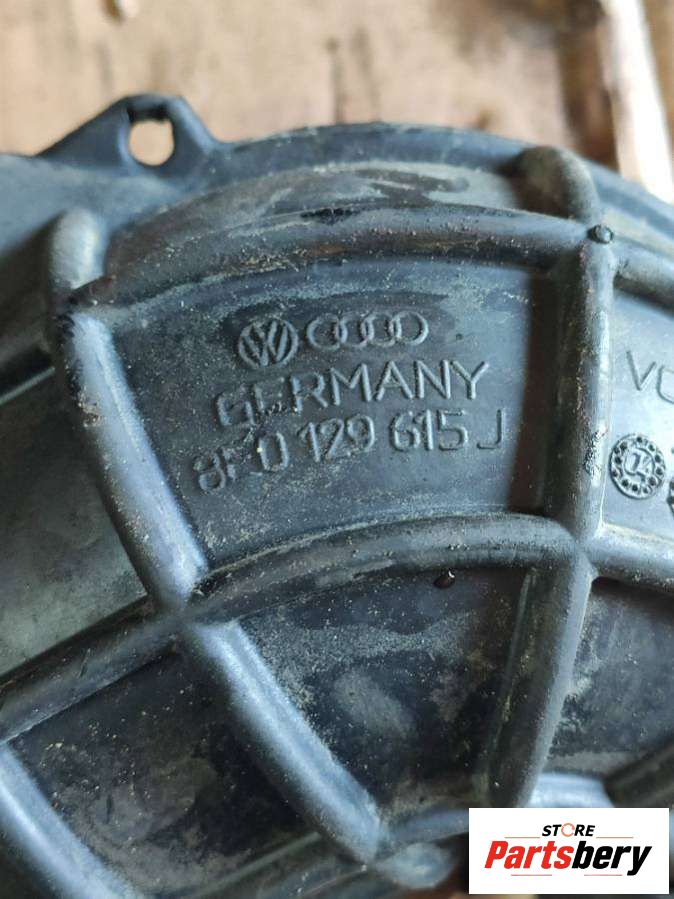 GERMANY
8E0 129 615 J
STORE
Partsbery